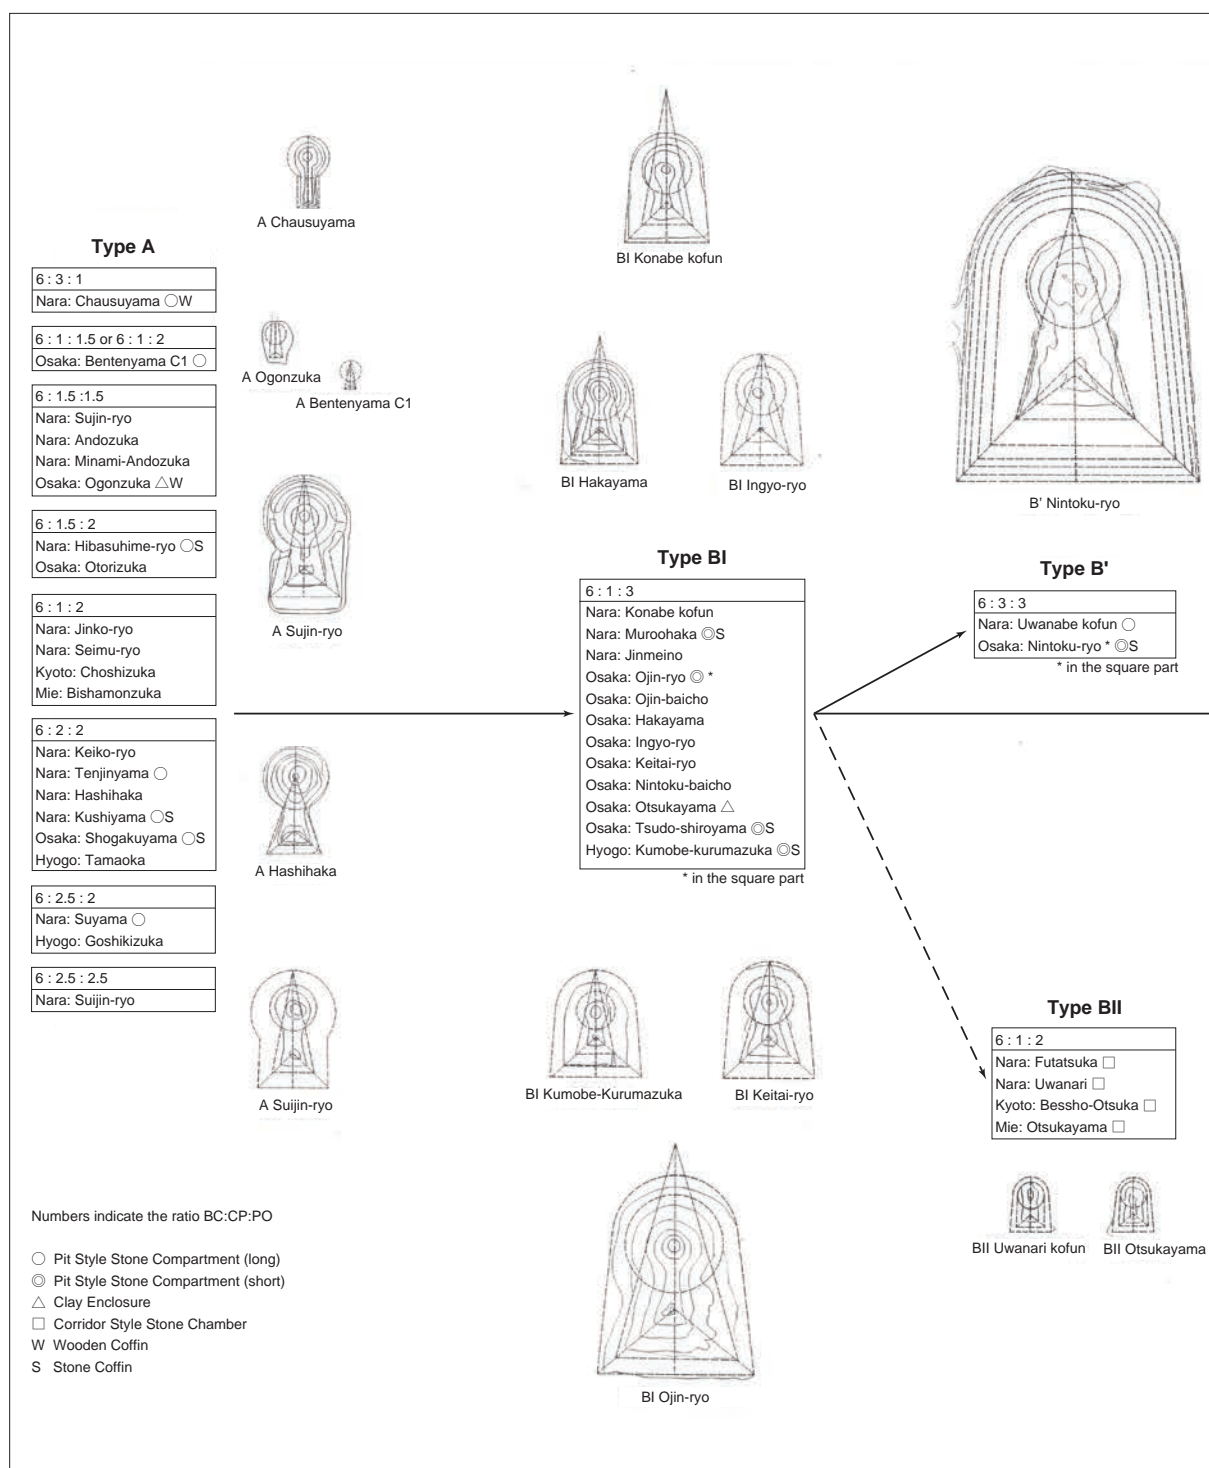 A Chausuyama
BI Konabe kofun
Type A
6 : 3 : 1
Nara: Chausuyama ○W
6 : 1 : 1.5 or 6 : 1 : 2
Osaka: Bentenyama C1 ○
6 : 1.5 :1.5
Nara: Sujin-ryo
Nara: Andozuka
Nara: Minami-Andozuka
Osaka: Ogonzuka △W
6 : 1.5 : 2
Nara: Hibasuhime-ryo ○S
Osaka: Otorizuka
6 : 1 : 2
Nara: Jinko-ryo
Nara: Seimu-ryo
Kyoto: Choshizuka
Mie: Bishamonzuka
6 : 2 : 2
Nara: Keiko-ryo
Nara: Tenjinyama ○
Nara: Hashihaka
Nara: Kushiyama ○S
Osaka: Shogakuyama ○S
Hyogo: Tamaoka
6 : 2.5 : 2
Nara: Suyama ○
Hyogo: Goshikizuka
6 : 2.5 : 2.5
Nara: Suijin-ryo
A Ogonzuka
A Bentenyama C1
A Sujin-ryo
A Hashihaka
A Suijin-ryo
BI Hakayama
BI Ingyo-ryo
B' Nintoku-ryo
Type BI
6 : 1 : 3
Nara: Konabe kofun
Nara: Muroohaka ◎S
Nara: Jinmeino
Osaka: Ojin-ryo ◎ *
Osaka: Ojin-baicho
Osaka: Hakayama
Osaka: Ingyo-ryo
Osaka: Keitai-ryo
Osaka: Nintoku-baicho
Osaka: Otsukayama △
Osaka: Tsudo-shiroyama ◎S
Hyogo: Kumobe-kurumazuka ◎S
* in the square part
Type B'
6 : 3 : 3
Nara: Uwanabe kofun ○
Osaka: Nintoku-ryo * ◎S
* in the square part
BI Kumobe-Kurumazuka
BI Keitai-ryo
Type BII
6 : 1 : 2
Nara: Futatsuka □
Nara: Uwanari □
Kyoto: Bessho-Otsuka □
Mie: Otsukayama □
BII Uwanari kofun
BII Otsukayama
BI Ojin-ryo
Numbers indicate the ratio BC:CP:PO
○ Pit Style Stone Compartment (long)
◎ Pit Style Stone Compartment (short)
△ Clay Enclosure
□ Corridor Style Stone Chamber
W Wooden Coffin
S Stone Coffin